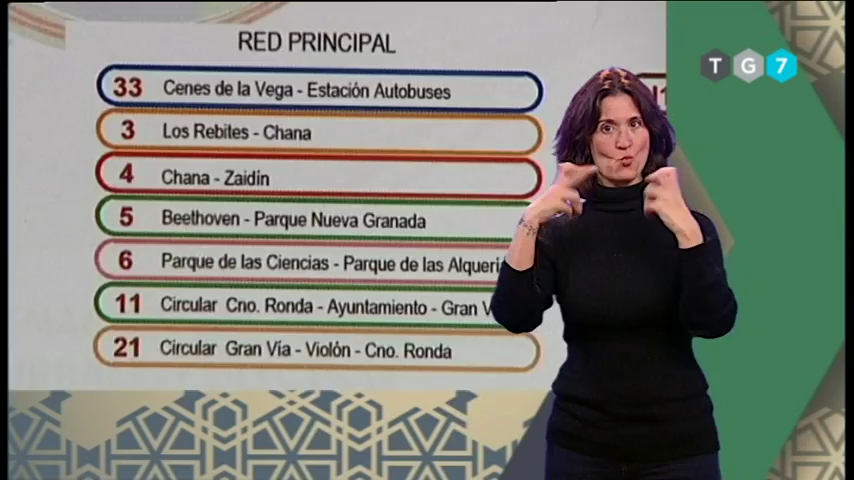 RED PRINCIPAL
TG7
33 Cenes de la Vega - Estación Autobuses
3 Los Rebites - Chana
4 Chana - Zaidín
5 Beethoven - Parque Nueva Granada
6 Parque de las Ciencias - Parque de las Alqueri
11 Circular Cno. Ronda - Ayuntamiento - Gran V
21 Circular Gran Vía - Violón - Cno. Ronda